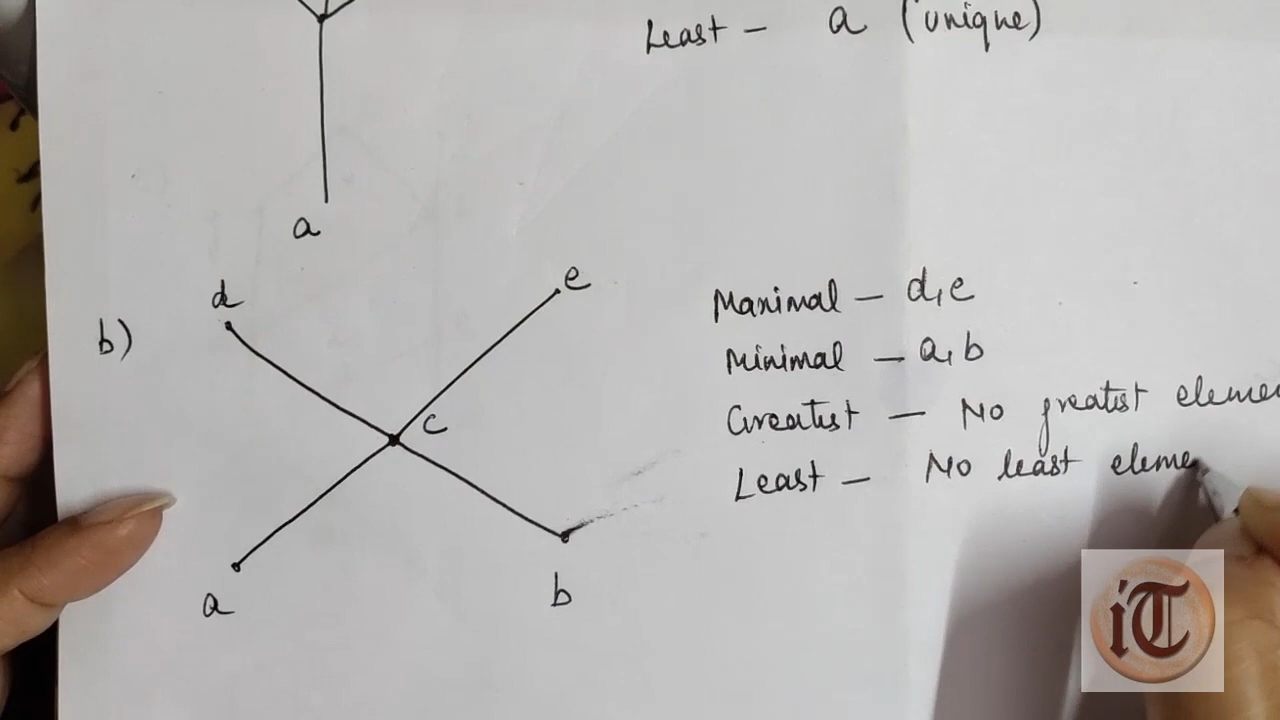 Least - a (unique)
a
d
e
b)
c
a
b
Maximal - d, e
Minimal - a, b
Greatest - No greatest elemen
Least - No least eleme
iT